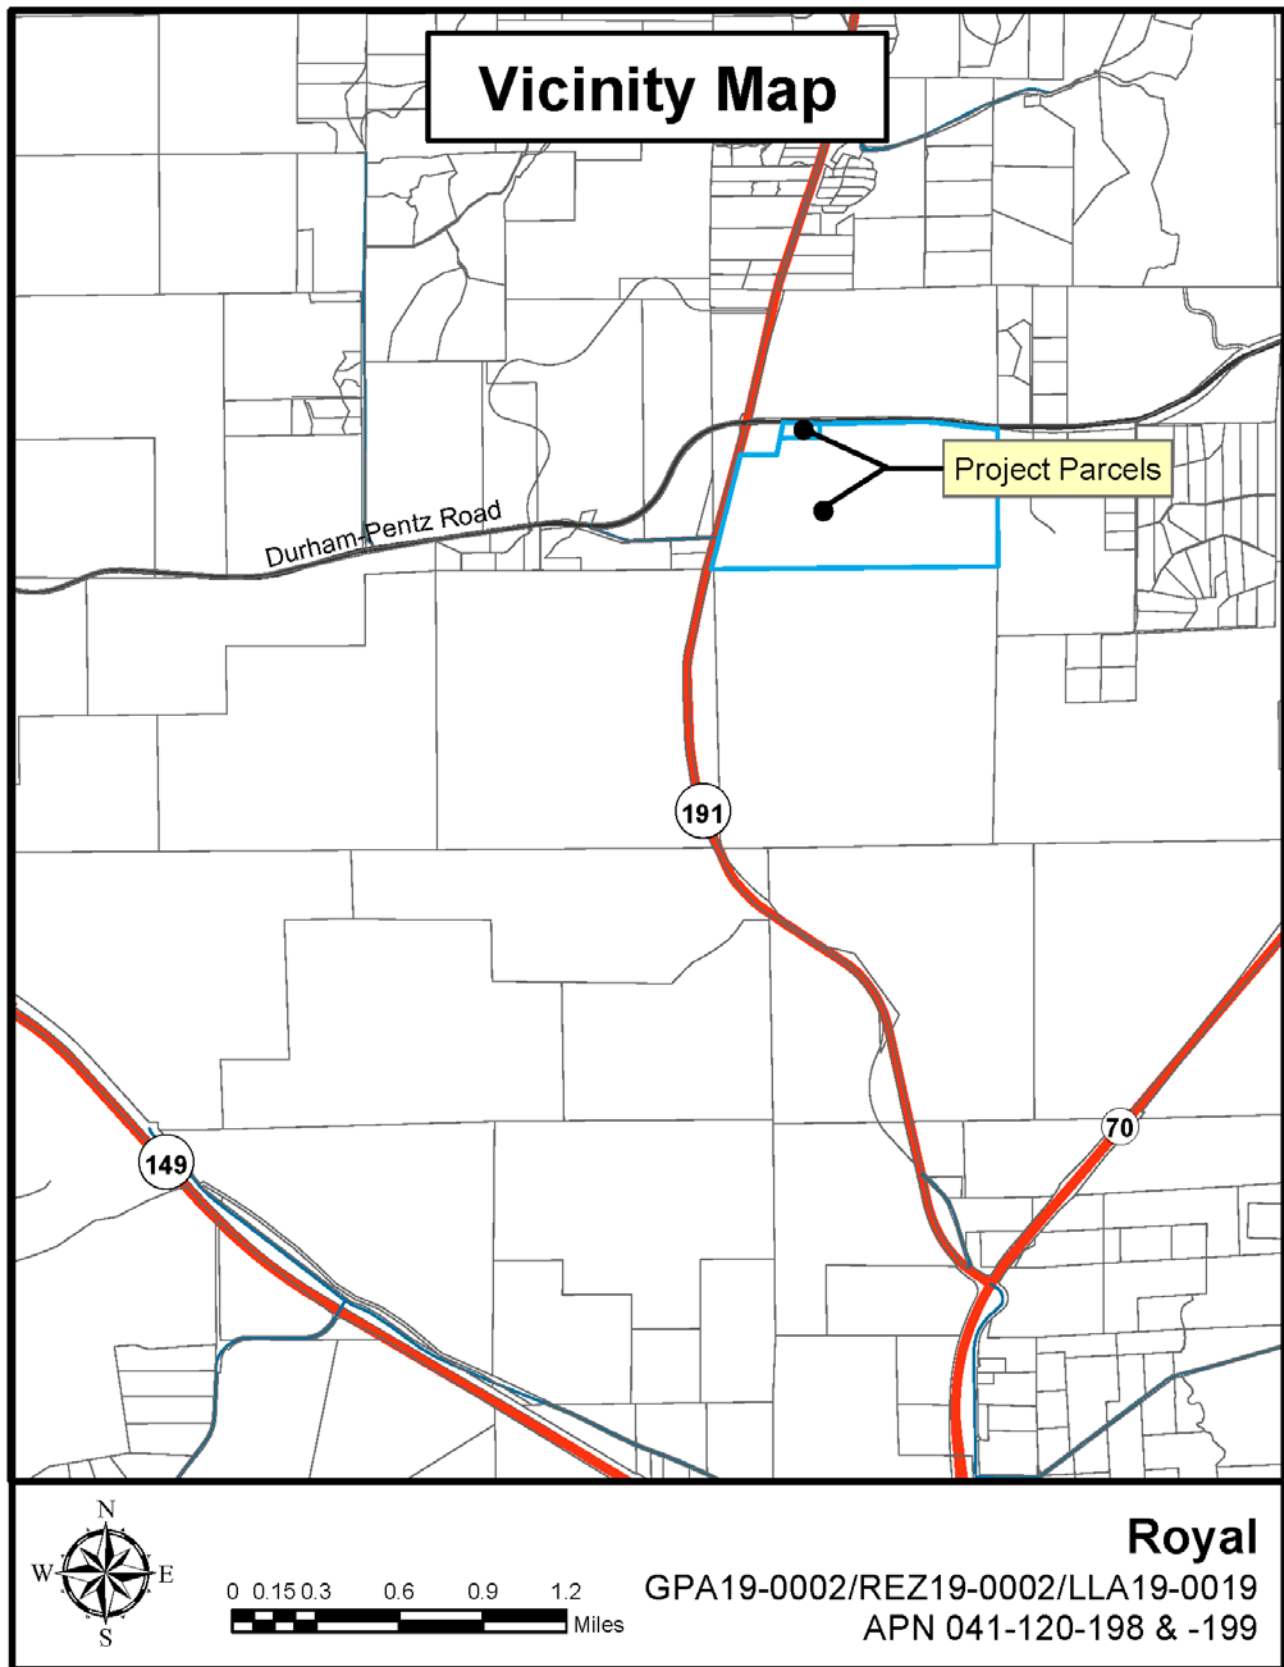 Vicinity Map
Project Parcels
Durham-Pentz Road
191
70
149
N
W E
S
0 0.15 0.3 0.6 0.9 1.2
Miles
Royal
GPA19-0002/REZ19-0002/LLA19-0019
APN 041-120-198 & -199